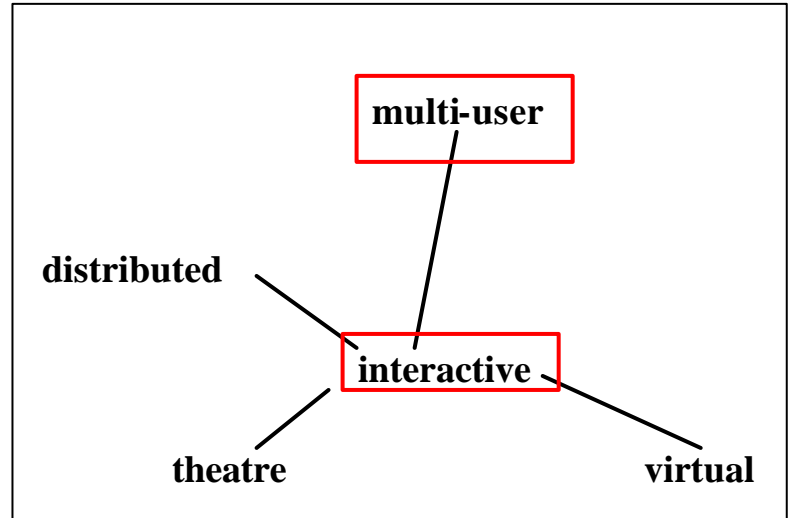 multi-user
distributed
interactive
theatre
virtual